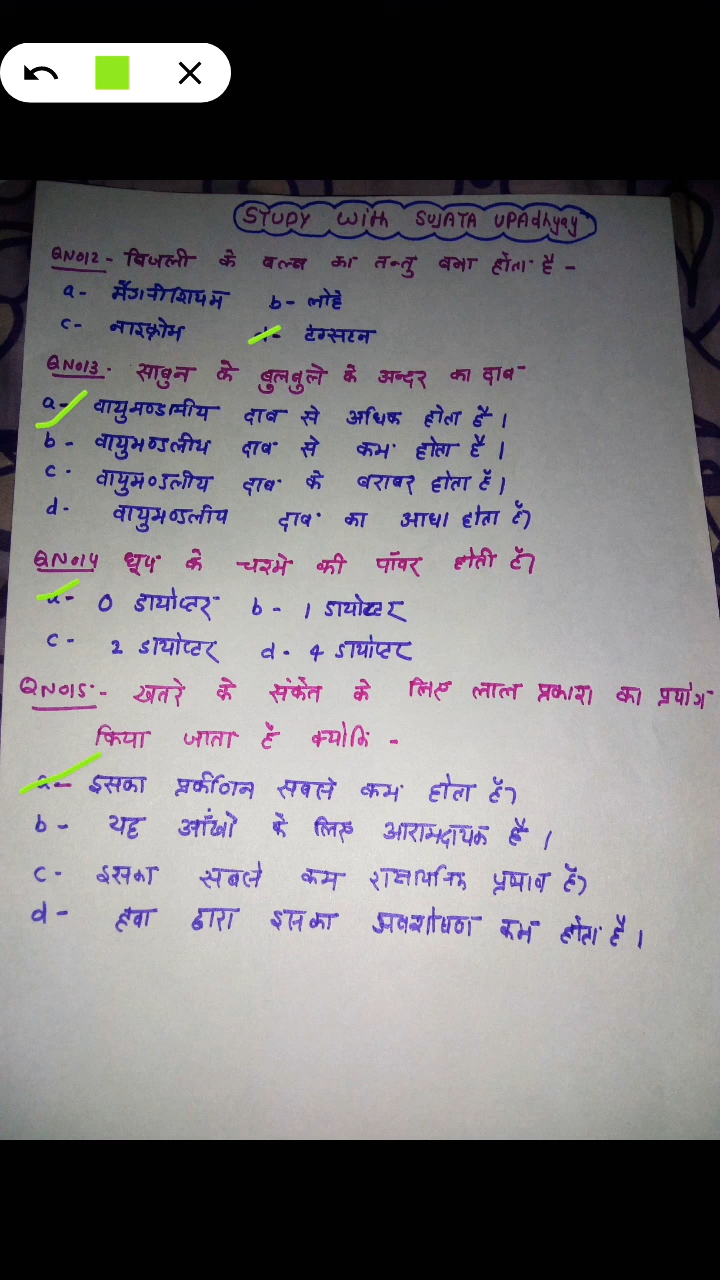 STUDY with SUJATA UPAdhyay
QNO12- बिजली के बल्ब का तन्तु बना होता है -
a- मैग्नीशियम b- लोहे
c- नाइक्रोम d- टंगस्टन
QNO13- साबुन के बुलबुले के अन्दर का दाब
a- वायुमण्डलीय दाब से अधिक होता है।
b- वायुमण्डलीय दाब से कम होता है।
c- वायुमण्डलीय दाब के बराबर होता है।
d- वायुमण्डलीय दाब का आधा होता है।
QNO14 धूप के चश्मे की पॉवर होती है।
a- 0 डायोप्टर b- 1 डायोप्टर
c- 2 डायोप्टर d- 4 डायोप्टर
QNO15- खतरे के संकेत के लिए लाल प्रकाश का प्रयोग
किया जाता है क्योकि -
a- इसका प्रर्कीणन सबसे कम होता है।
b- यह आँखो के लिए आरामदायक है।
c- इसका सबसे कम रासायनिक प्रभाव है।
d- हवा द्वारा इसका अवशोषण कम होता है।